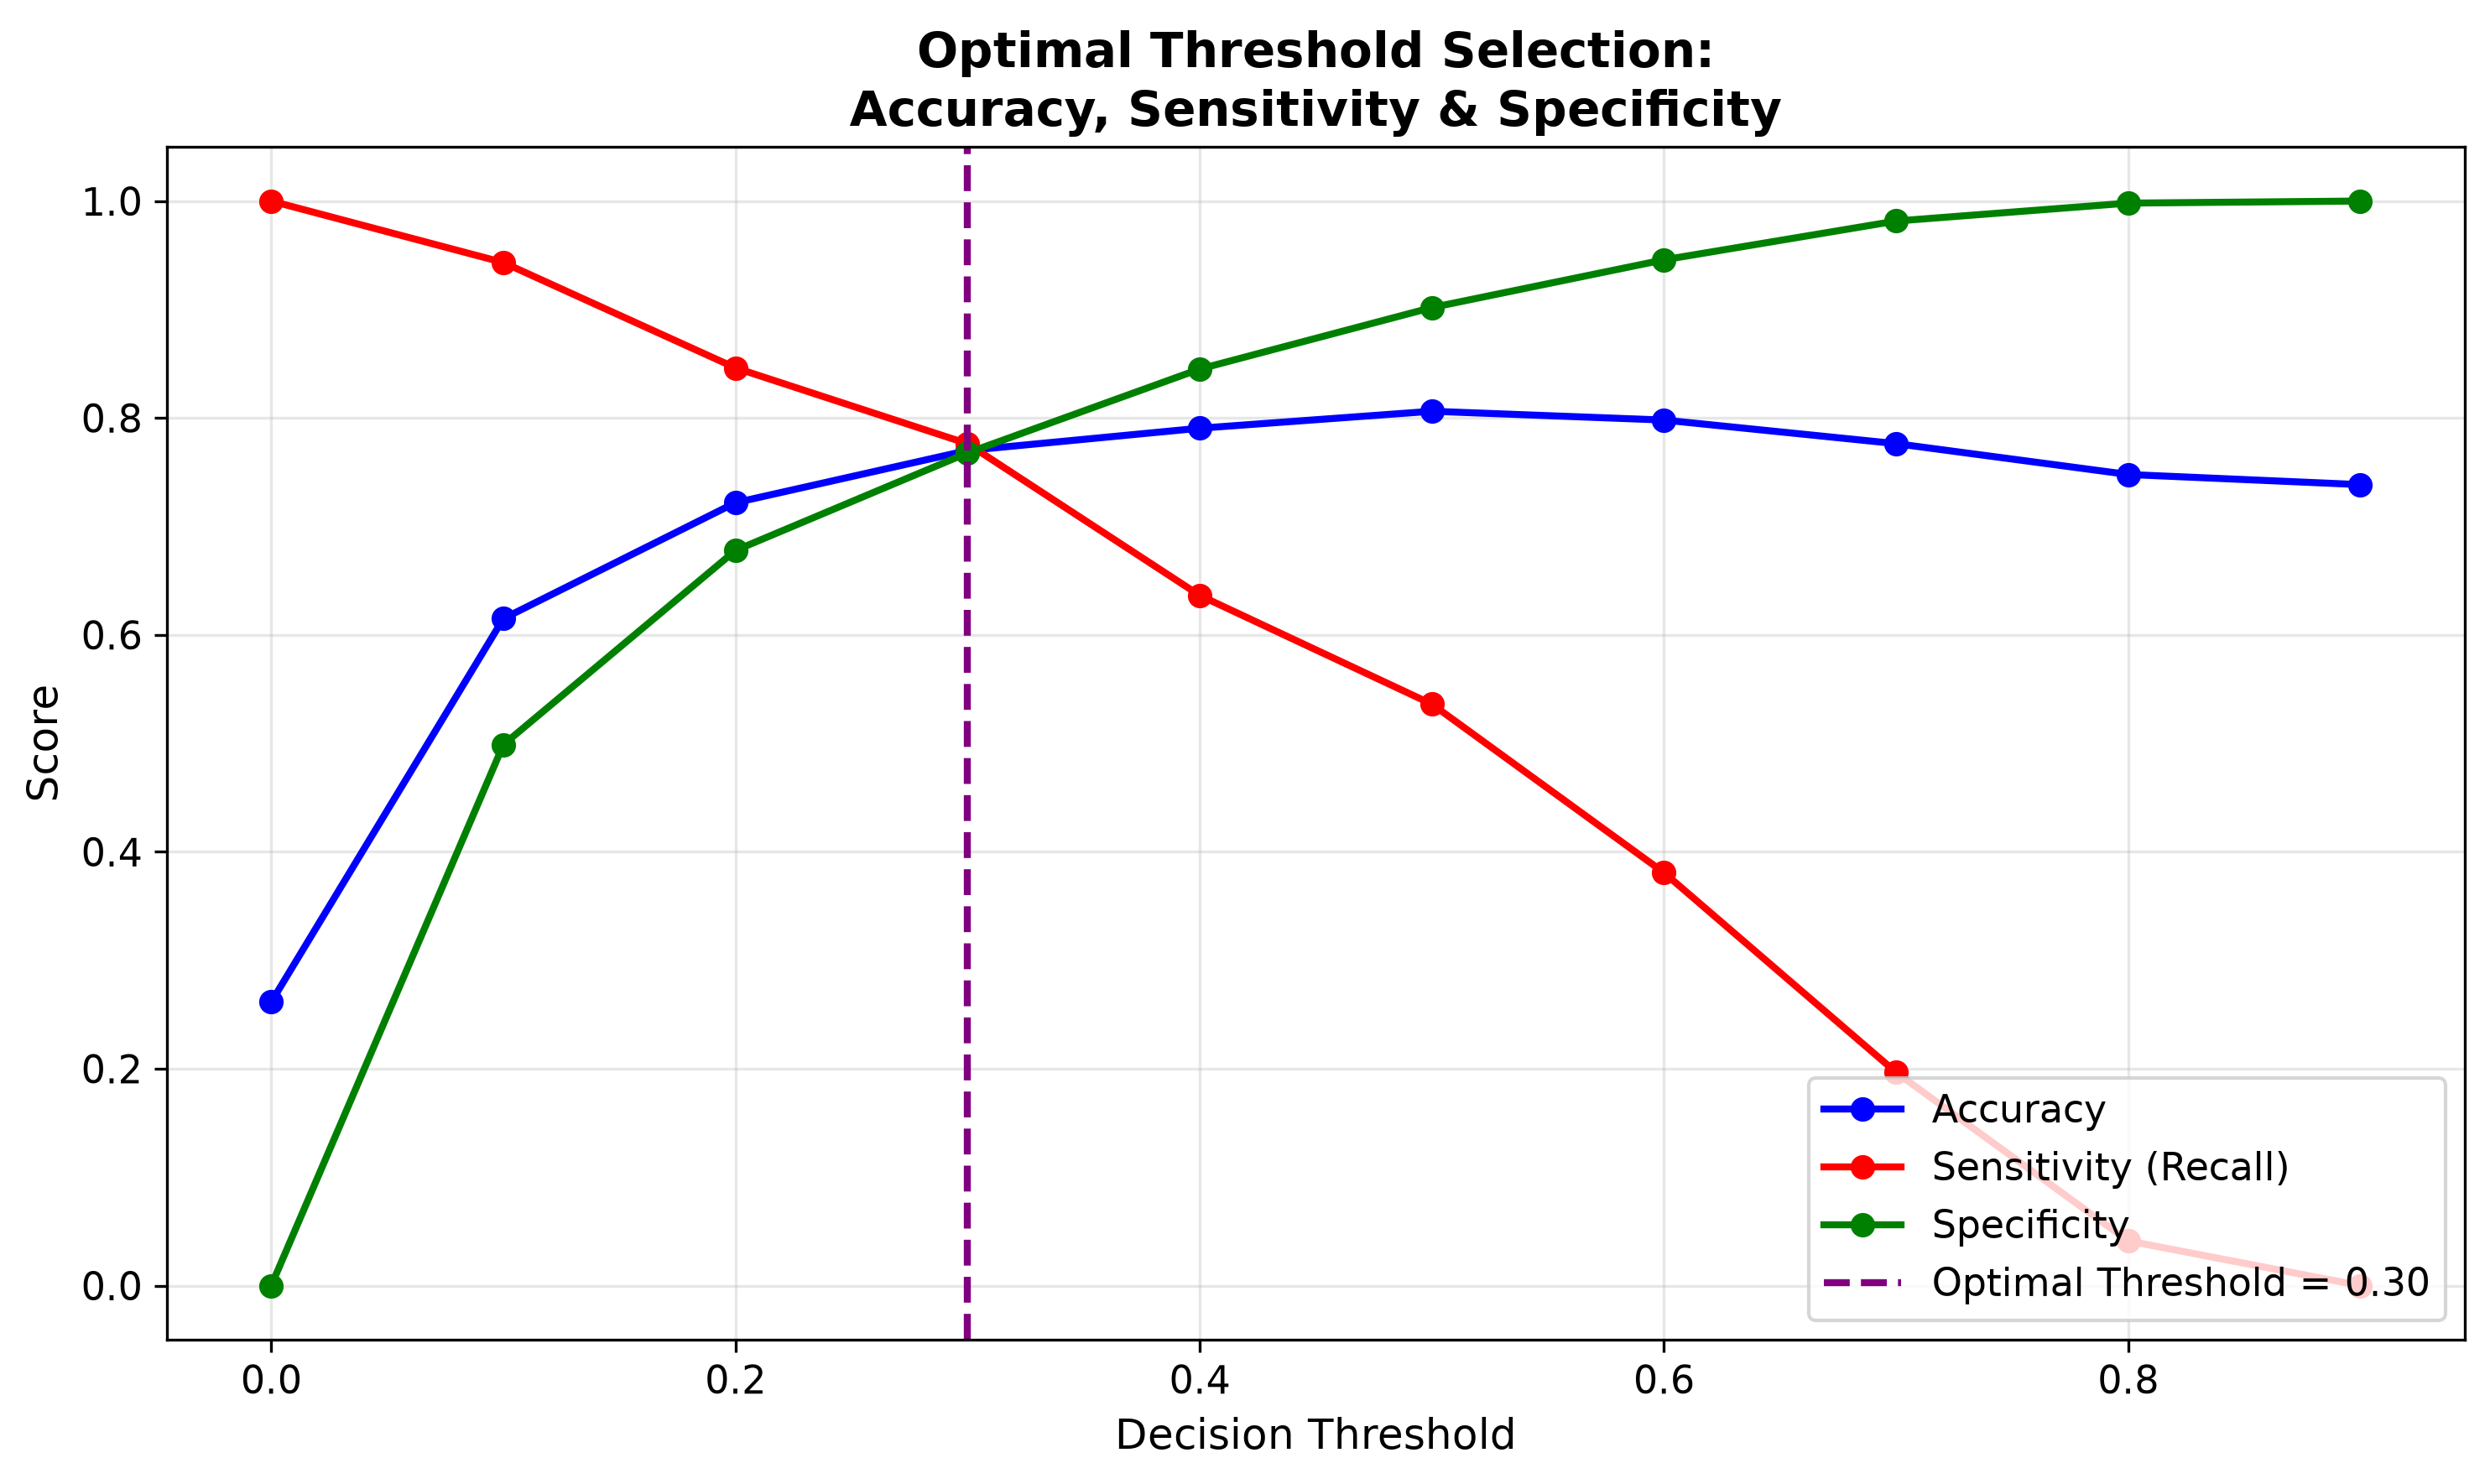 Optimal Threshold Selection:
Accuracy, Sensitivity & Specificity
Score
1.0
0.8
0.6
0.4
0.2
0.0
Accuracy
Sensitivity (Recall)
Specificity
Optimal Threshold = 0.30
0.0
0.2
0.4
0.6
0.8
Decision Threshold